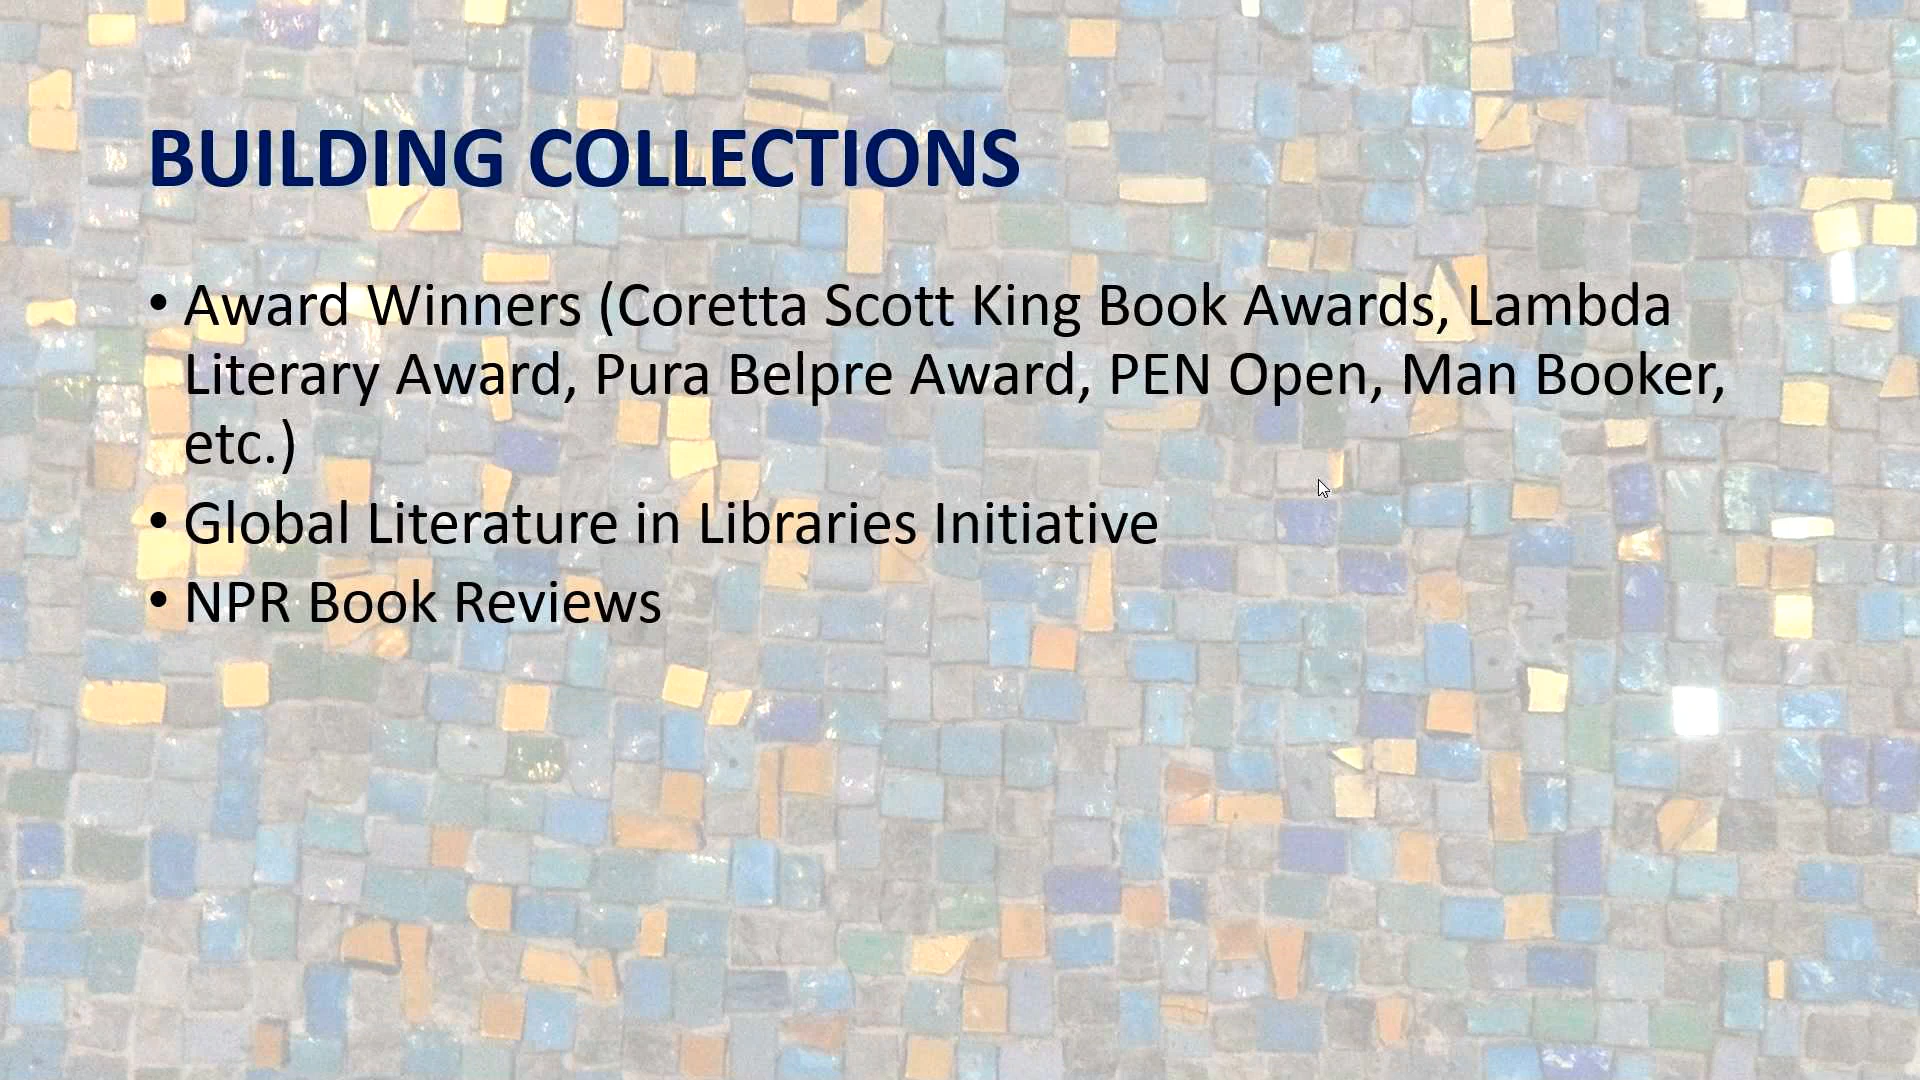 BUILDING COLLECTIONS
• Award Winners (Coretta Scott King Book Awards, Lambda
Literary Award, Pura Belpre Award, PEN Open, Man Booker,
etc.)
• Global Literature in Libraries Initiative
• NPR Book Reviews